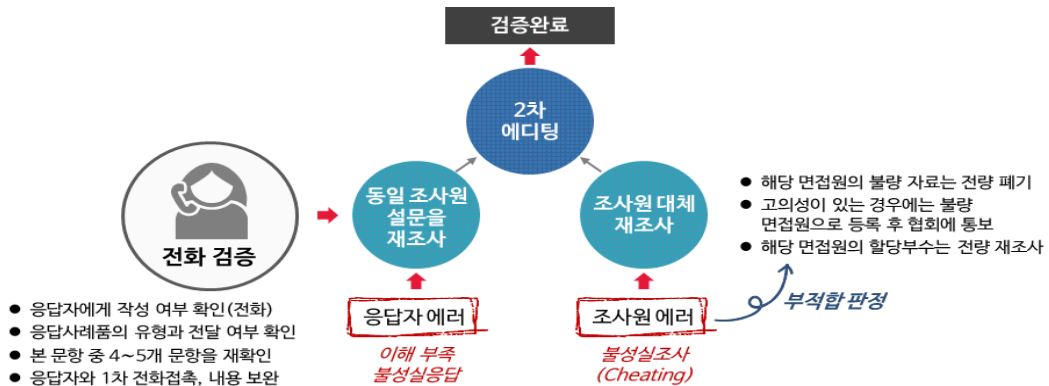 검증완료
2차
에디팅
동일 조사원
설문을
재조사
조사원 대체
재조사
전화 검증
● 해당 면접원의 불량 자료는 전량 폐기
● 고의성이 있는 경우에는 불량
면접원으로 등록 후 협회에 통보
● 해당 면접원의 할당부수는 전량 재조사
부적합 판정
응답자 에러
이해 부족
불성실응답
조사원 에러
불성실조사
(Cheating)
● 응답자에게 작성 여부 확인(전화)
● 응답사례품의 유형과 전달 여부 확인
● 본 문항 중 4~5개 문항을 재확인
● 응답자와 1차 전화접촉, 내용 보완